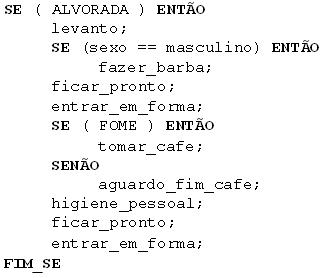 SE ( ALVORADA ) ENTÃO
levanto;
SE (sexo == masculino) ENTÃO
fazer_barba;
ficar_pronto;
entrar_em_forma;
SE ( FOME ) ENTÃO
tomar_cafe;
SENÃO
aguardo_fim_cafe;
higiene_pessoal;
ficar_pronto;
entrar_em_forma;
FIM_SE